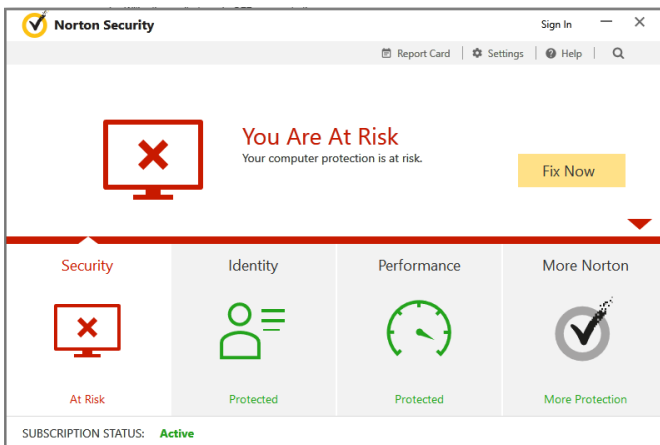 Norton Security
Sign In
Report Card
Settings
Help
You Are At Risk
Your computer protection is at risk.
Fix Now
Security
Identity
Performance
More Norton
At Risk
Protected
Protected
More Protection
SUBSCRIPTION STATUS: Active